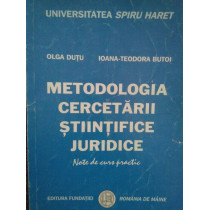 UNIVERSITATEA SPIRU HARET
OLGA DUȚU IOANA-TEODORA BUTOI
METODOLOGIA
CERCETĂRII
ȘTIINȚIFICE
JURIDICE
Note de curs practic
EDITURA FUNDAȚIEI ROMÂNIA DE MÂINE